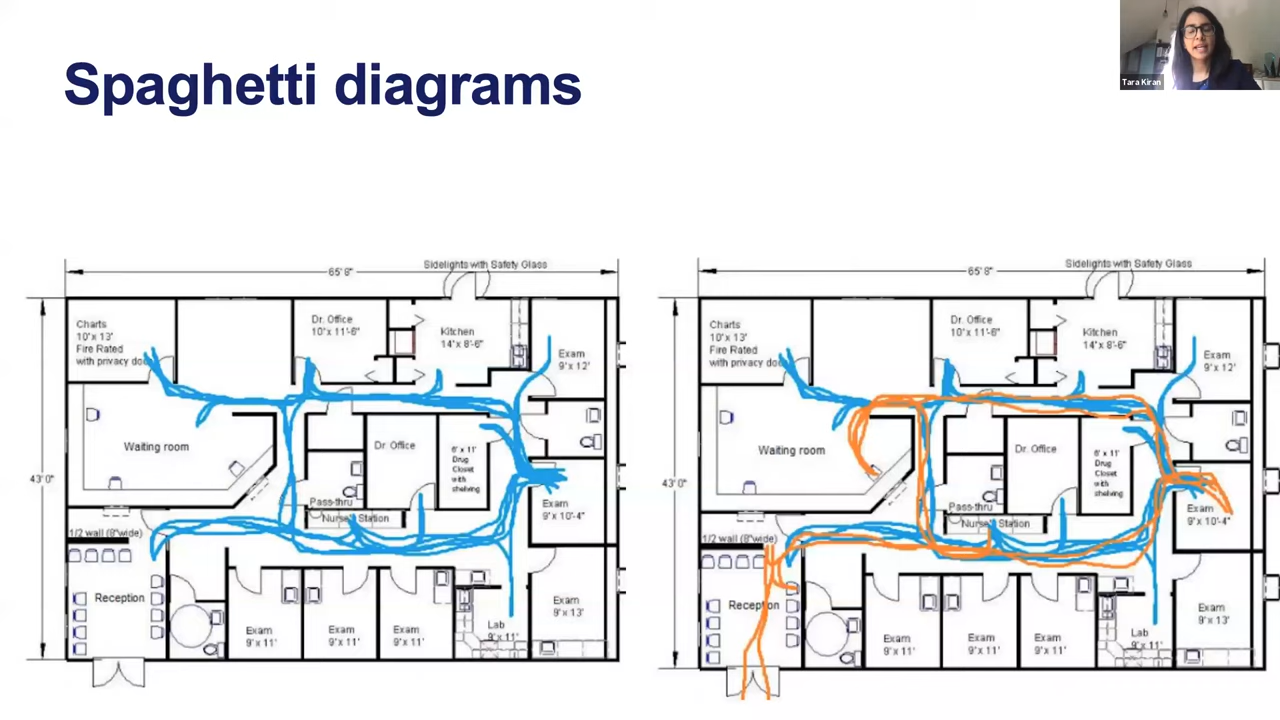 Spaghetti diagrams
Tara Kiran
Sidelights with Safety Glass
65' 8"
43' 0"
Charts
10' x 13'
Fire Rated
with privacy doo
Dr. Office
10' x 11'-6"
Kitchen
14' x 8'-6"
Exam
9' x 12'
Waiting room
Dr. Office
6' x 11'
Drug
Closet
with
shelving
Pass-thru
Nurse's Station
Exam
9' x 10'-4"
1/2 wall (8"wide)
Reception
Exam
9' x 11'
Exam
9' x 11'
Exam
9' x 11'
Lab
9' x 11'
Exam
9' x 13'
Sidelights with Safety Glass
65' 8"
43' 0"
Charts
10' x 13'
Fire Rated
with privacy doo
Dr. Office
10' x 11'-6"
Kitchen
14' x 8'-6"
Exam
9' x 12'
Waiting room
Dr. Office
6' x 11'
Drug
Closet
with
shelving
Pass-thru
Nurse's Station
Exam
9' x 10'-4"
1/2 wall (8"wide)
Reception
Exam
9' x 11'
Exam
9' x 11'
Exam
9' x 11'
Lab
9' x 11'
Exam
9' x 13'